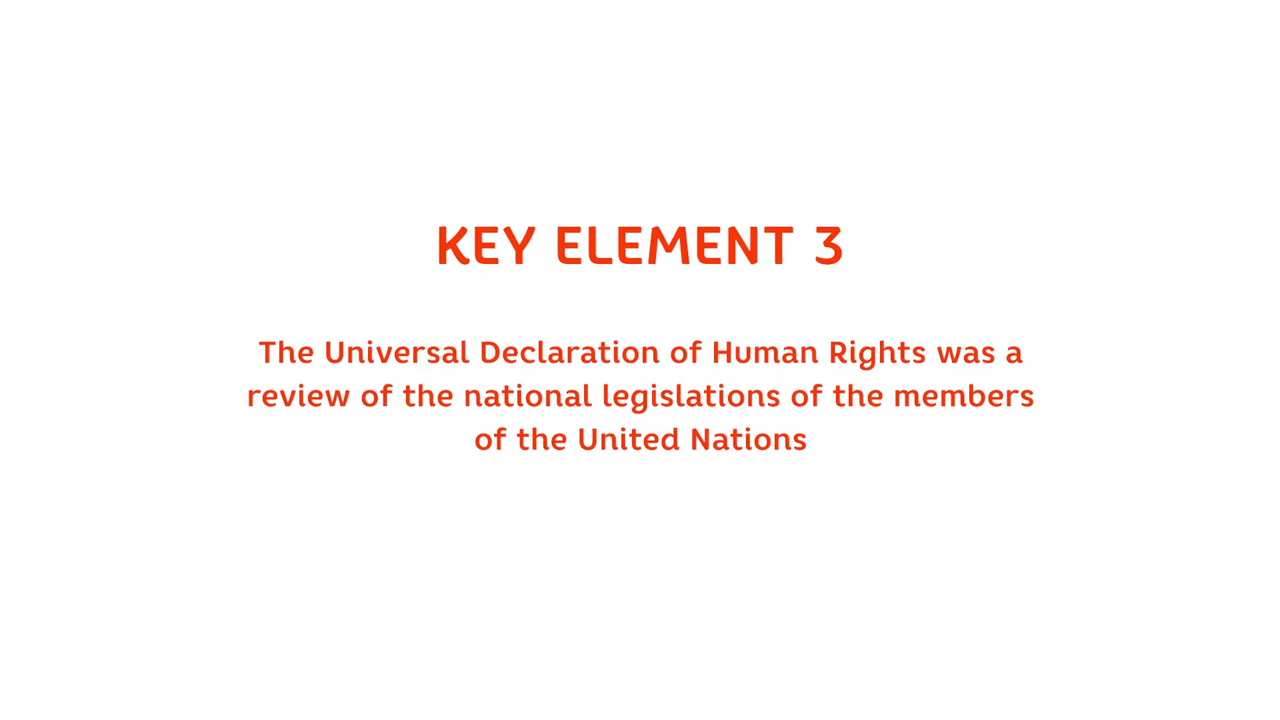 KEY ELEMENT 3
The Universal Declaration of Human Rights was a
review of the national legislations of the members
of the United Nations